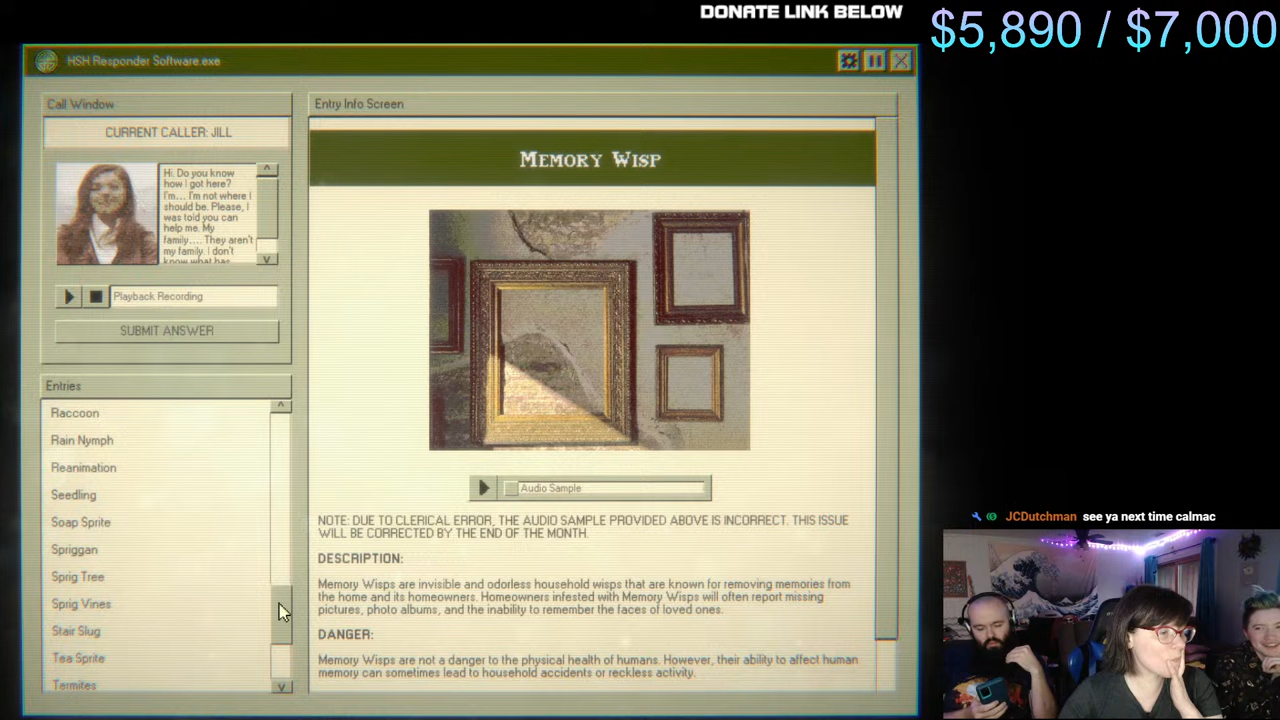 DONATE LINK BELOW
$5,890 / $7,000
HSH Responder Software.exe
Call Window
CURRENT CALLER: JILL
Hi. Do you know
how I got here?
I'm... I'm not where I
should be. Please, I
was told you can
help me. My
family.... They aren't
my family. I don't
know what has
Playback Recording
SUBMIT ANSWER
Entries
Raccoon
Rain Nymph
Reanimation
Seedling
Soap Sprite
Spriggan
Sprig Tree
Sprig Vines
Stair Slug
Tea Sprite
Termites
Entry Info Screen
MEMORY WISP
Audio Sample
NOTE: DUE TO CLERICAL ERROR, THE AUDIO SAMPLE PROVIDED ABOVE IS INCORRECT. THIS ISSUE
WILL BE CORRECTED BY THE END OF THE MONTH.
DESCRIPTION:
Memory Wisps are invisible and odorless household wisps that are known for removing memories from
the home and its homeowners. Homeowners infested with Memory Wisps will often report missing
pictures, photo albums, and the inability to remember the faces of loved ones.
DANGER:
Memory Wisps are not a danger to the physical health of humans. However, their ability to affect human
memory can sometimes lead to household accidents or reckless activity.
JCDutchman see ya next time calmac